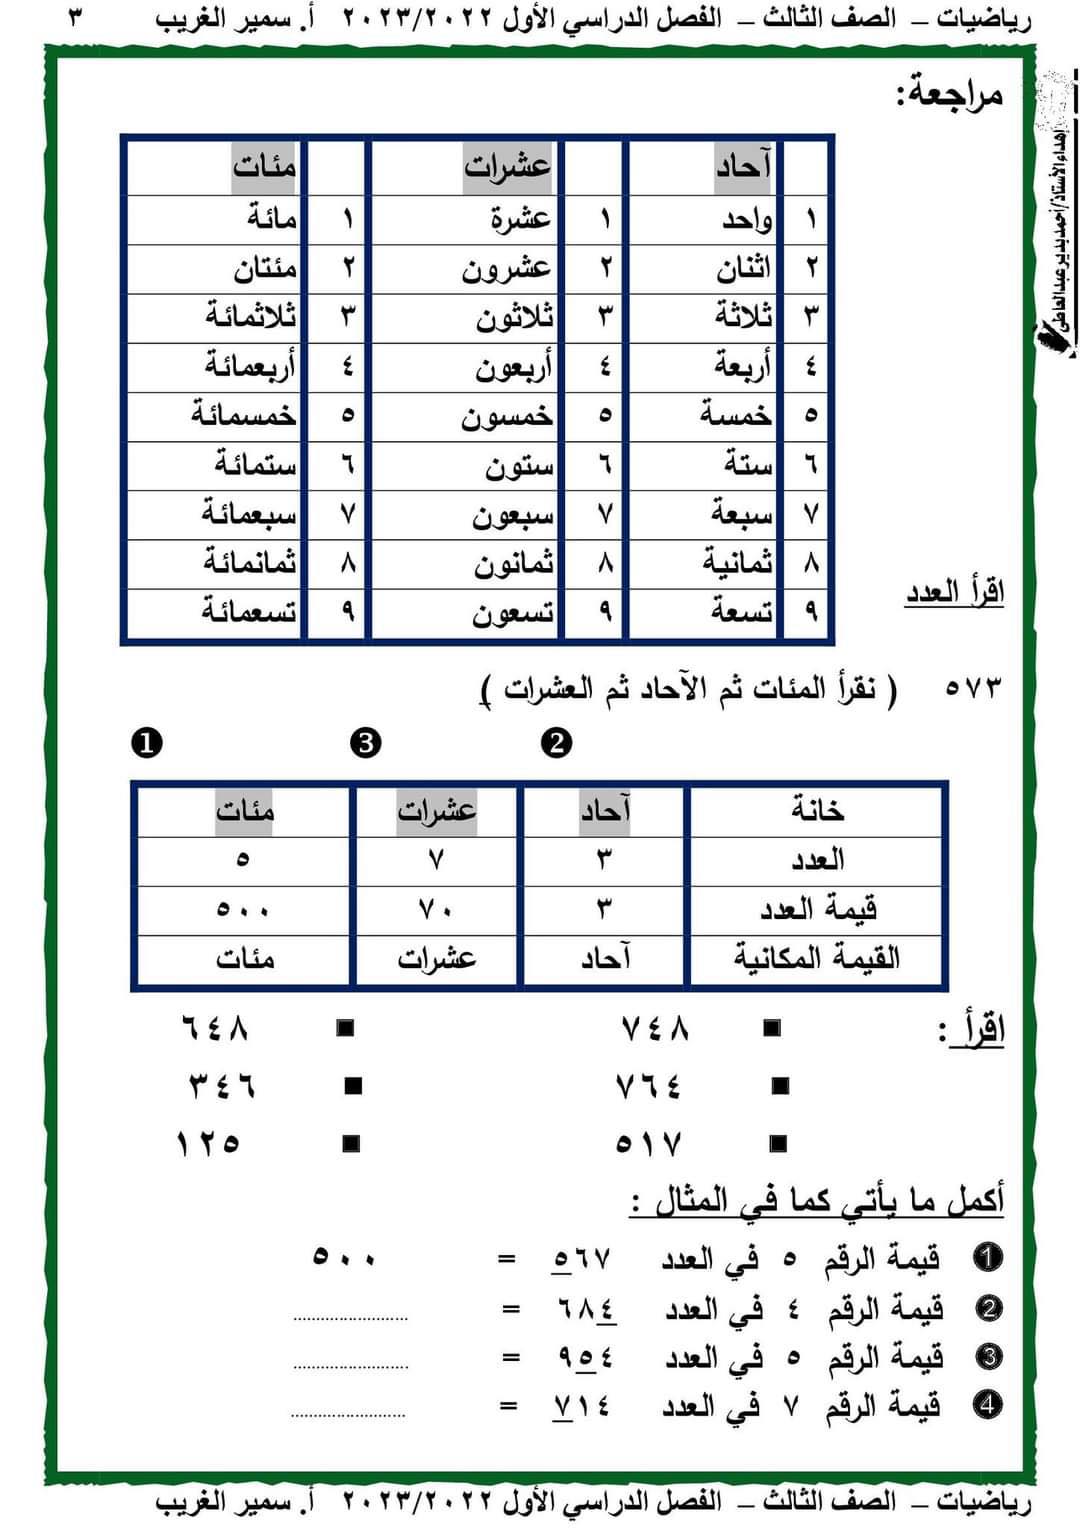 رياضيات – الصف الثالث – الفصل الدراسي الأول ٢٠٢٣/٢٠٢٢ أ. سمير الغريب ٣
إهداء الأستاذ/أحمد بدير عبدالعاطى
مراجعة:
آحاد عشرات مئات
١ واحد ١ عشرة ١ مائة
٢ اثنان ٢ عشرون ٢ مئتان
٣ ثلاثة ٣ ثلاثون ٣ ثلاثمائة
٤ أربعة ٤ أربعون ٤ أربعمائة
٥ خمسة ٥ خمسون ٥ خمسمائة
٦ ستة ٦ ستون ٦ ستمائة
٧ سبعة ٧ سبعون ٧ سبعمائة
٨ ثمانية ٨ ثمانون ٨ ثمانمائة
٩ تسعة ٩ تسعون ٩ تسعمائة
اقرأ العدد
٥٧٣ ( نقرأ المئات ثم الآحاد ثم العشرات )
❷ ❸ ❶
خانة آحاد عشرات مئات
العدد ٣ ٧ ٥
قيمة العدد ٣ ٧٠ ٥٠٠
القيمة المكانية آحاد عشرات مئات
اقرأ : ▪ ٧٤٨ ▪ ٦٤٨
▪ ٧٦٤ ▪ ٣٤٦
▪ ٥١٧ ▪ ١٢٥
أكمل ما يأتي كما في المثال :
❶ قيمة الرقم ٥ في العدد ٥٦٧ = ٥٠٠
❷ قيمة الرقم ٤ في العدد ٦٨٤ = ........................
❸ قيمة الرقم ٥ في العدد ٩٥٤ = ........................
❹ قيمة الرقم ٧ في العدد ٧١٤ = ........................
رياضيات – الصف الثالث – الفصل الدراسي الأول ٢٠٢٣/٢٠٢٢ أ. سمير الغريب